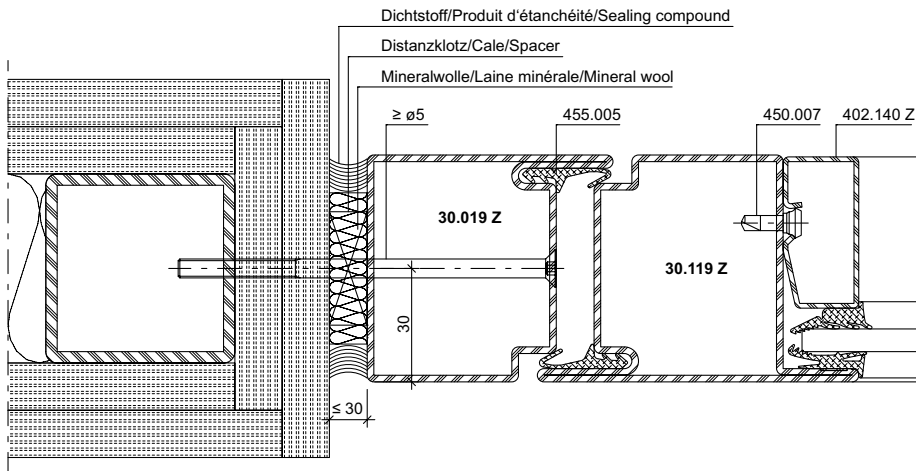 Dichtstoff/Produit d'étanchéité/Sealing compound
Distanzklotz/Cale/Spacer
Mineralwolle/Laine minérale/Mineral wool
≥ ø5
455.005
450.007
402.140 Z
30.019 Z
30.119 Z
30
≤ 30